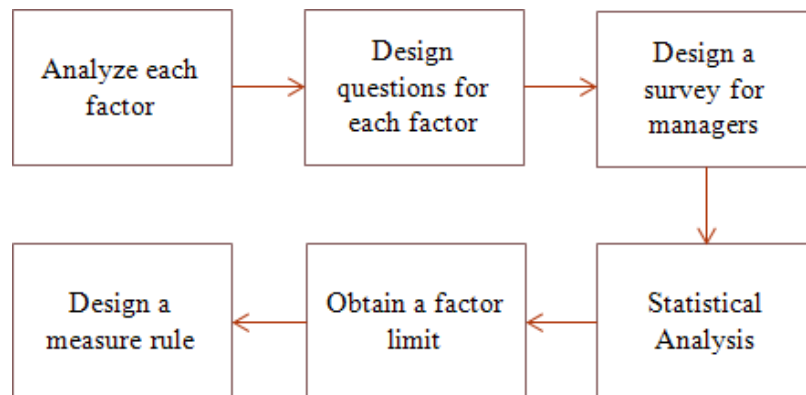 Analyze each
factor
Design
questions for
each factor
Design a
survey for
managers
Statistical
Analysis
Obtain a factor
limit
Design a
measure rule